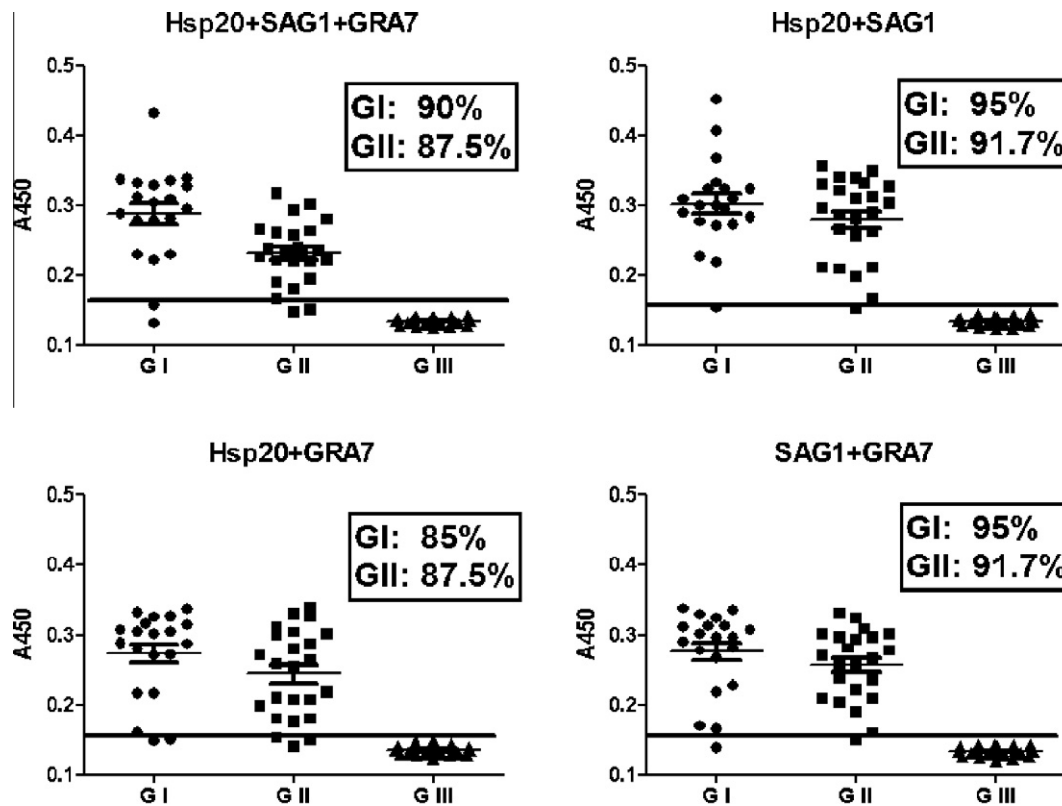 Hsp20+SAG1+GRA7
0.5
0.4
0.3
0.2
0.1
A450
GI: 90%
GII: 87.5%
G I
G II
G III
Hsp20+SAG1
0.5
0.4
0.3
0.2
0.1
A450
GI: 95%
GII: 91.7%
G I
G II
G III
Hsp20+GRA7
0.5
0.4
0.3
0.2
0.1
A450
GI: 85%
GII: 87.5%
G I
G II
G III
SAG1+GRA7
0.5
0.4
0.3
0.2
0.1
A450
GI: 95%
GII: 91.7%
G I
G II
G III